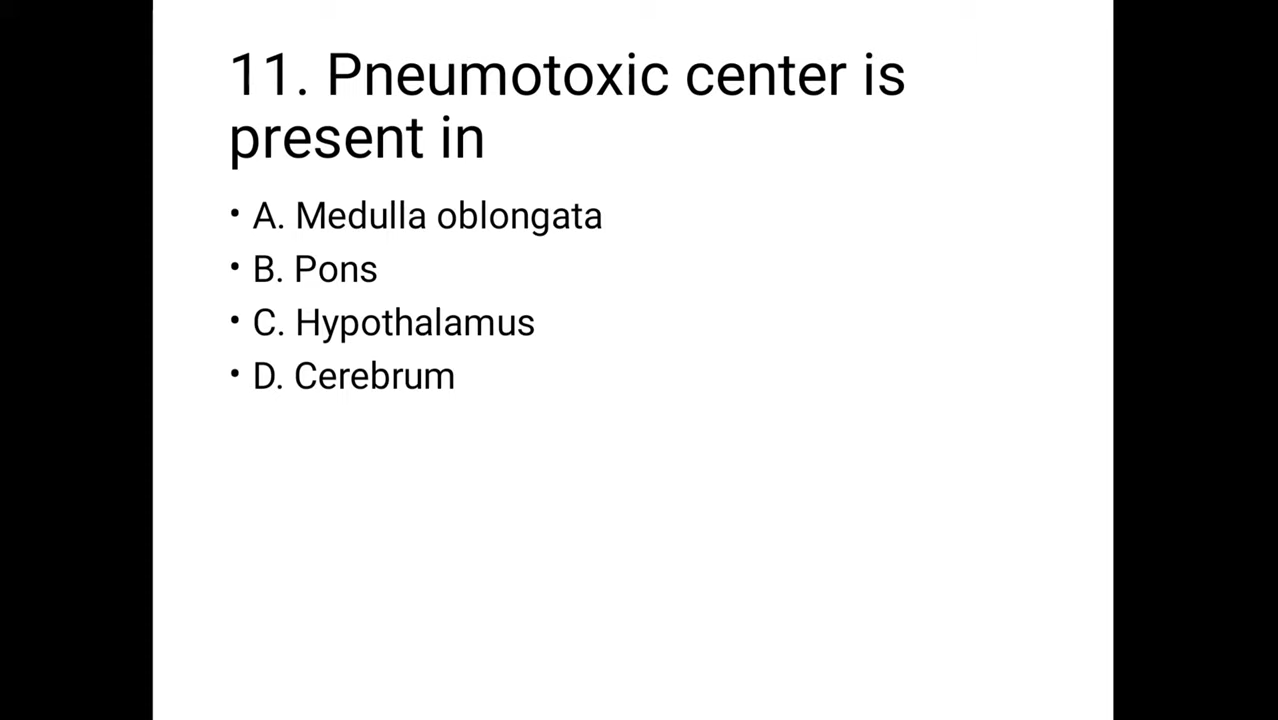 11. Pneumotoxic center is
present in
• A. Medulla oblongata
• B. Pons
• C. Hypothalamus
• D. Cerebrum